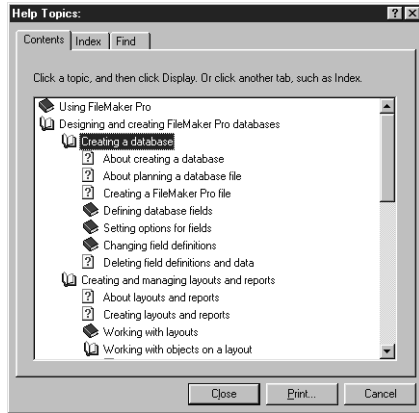 Help Topics:
Contents Index Find
Click a topic, and then click Display. Or click another tab, such as Index.
Using FileMaker Pro
Designing and creating FileMaker Pro databases
Creating a database
About creating a database
About planning a database file
Creating a FileMaker Pro file
Defining database fields
Setting options for fields
Changing field definitions
Deleting field definitions and data
Creating and managing layouts and reports
About layouts and reports
Creating layouts and reports
Working with layouts
Working with objects on a layout
Close Print... Cancel